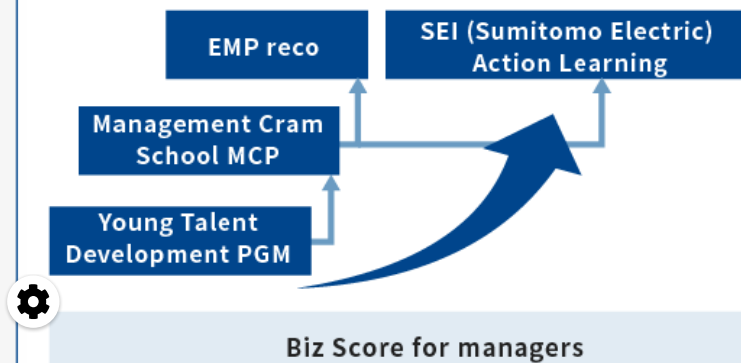 EMP reco
SEI (Sumitomo Electric)
Action Learning
Management Cram
School MCP
Young Talent
Development PGM
Biz Score for managers